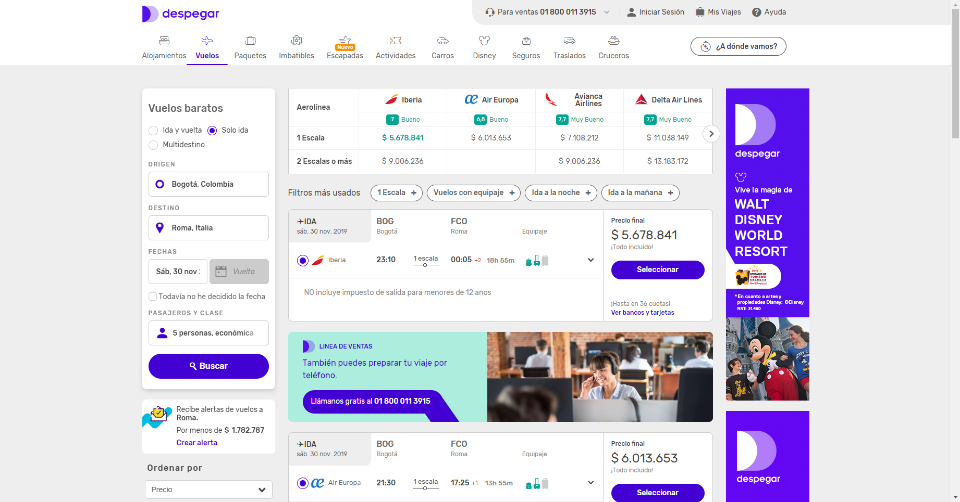 despegar
Para ventas 01 800 011 3915
Iniciar Sesión
Mis Viajes
Ayuda
Alojamientos
Vuelos
Paquetes
Imbatibles
Nuevo
Escapadas
Actividades
Carros
Disney
Seguros
Traslados
Cruceros
¿A dónde vamos?
Vuelos baratos
Ida y vuelta
Solo ida
Multidestino
ORIGEN
Bogotá, Colombia
DESTINO
Roma, Italia
FECHAS
Sáb, 30 nov
Vuelta
Todavía no he decidido la fecha
PASAJEROS Y CLASE
5 personas, económica
Buscar
Recibe alertas de vuelos a
Roma.
Por menos de $ 1.782.787
Crear alerta
Ordenar por
Precio
Aerolínea
Iberia
Air Europa
Avianca
Airlines
Delta Air Lines
7 Bueno
6,8 Bueno
7,7 Muy Bueno
7,7 Muy Bueno
1 Escala
$ 5.678.841
$ 6.013.653
$ 7.108.212
$ 11.038.149
2 Escalas o más
$ 9.006.236
$ 9.006.236
$ 13.183.172
Filtros más usados
1 Escala +
Vuelos con equipaje +
Ida a la noche +
Ida a la mañana +
IDA
sáb. 30 nov. 2019
BOG
Bogotá
FCO
Roma
Equipaje
Iberia
23:10
1 escala
00:05 +2
18h 55m
NO incluye impuesto de salida para menores de 12 anos
Precio final
$ 5.678.841
¡Todo incluido!
Seleccionar
¡Hasta en 36 cuotas!
Ver bancos y tarjetas
LINEA DE VENTAS
También puedes preparar tu viaje por
teléfono.
Llámanos gratis al 01 800 011 3915
IDA
sáb. 30 nov. 2019
BOG
Bogotá
FCO
Roma
Equipaje
Air Europa
21:30
1 escala
17:25 +1
13h 55m
Precio final
$ 6.013.653
¡Todo incluido!
Seleccionar
despegar
Vive la magia de
WALT
DISNEY
WORLD
RESORT
*En cuanto a artes y
propiedades Disney: ©Disney
despegar